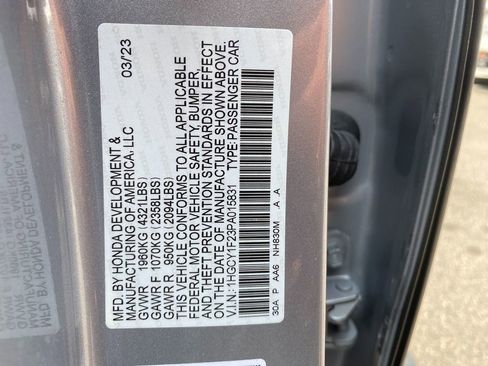 MFD. BY HONDA DEVELOPMENT & 03/23
MANUFACTURING OF AMERICA, LLC
GVWR 1960KG (4321LBS)
GAWR F 1070KG (2358LBS)
GAWR R 950KG (2094LBS)
THIS VEHICLE CONFORMS TO ALL APPLICABLE
FEDERAL MOTOR VEHICLE SAFETY, BUMPER,
AND THEFT PREVENTION STANDARDS IN EFFECT
ON THE DATE OF MANUFACTURE SHOWN ABOVE.
V.I.N.: 1HGCY1F23PA015831 TYPE: PASSENGER CAR
30A P AA6 NH830M A A